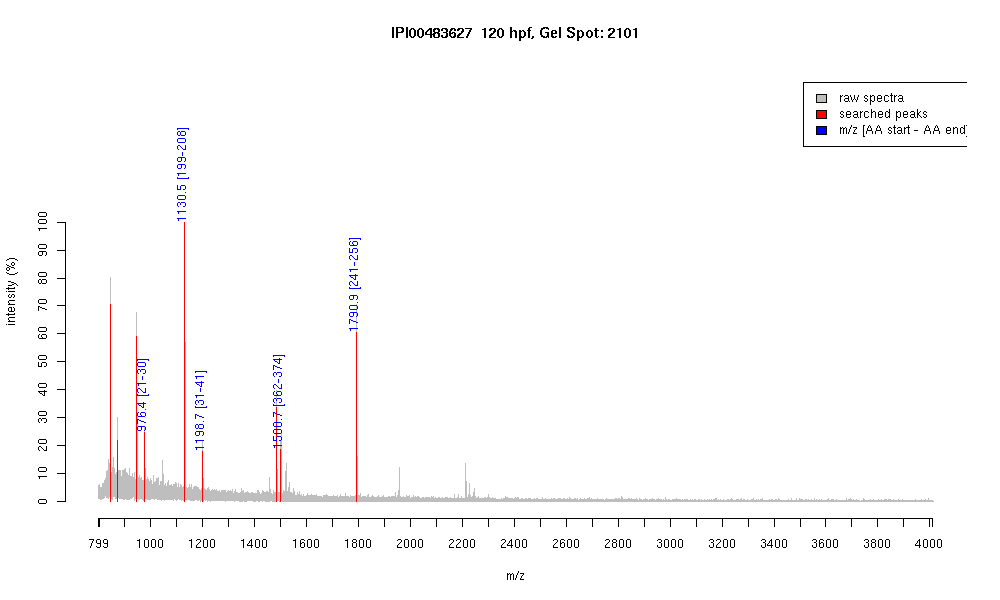 IPI00483627  120 hpf, Gel Spot: 2101
raw spectra
searched peaks
m/z [AA start - AA end]
1130.5 [199-208]
1790.9 [241-256]
976.4 [21-30]
1198.7 [31-41]
1500.7 [362-374]
intensity (%)
100
90
80
70
60
50
40
30
20
10
0
799 1000 1200 1400 1600 1800 2000 2200 2400 2600 2800 3000 3200 3400 3600 3800 4000
m/z